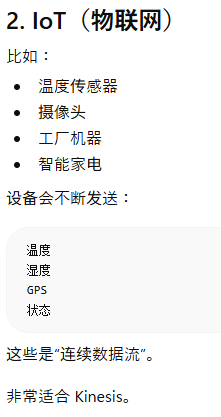 2. IoT（物联网）
比如：
• 温度传感器
• 摄像头
• 工厂机器
• 智能家电
设备会不断发送：
温度
湿度
GPS
状态
这些是“连续数据流”。
非常适合 Kinesis。